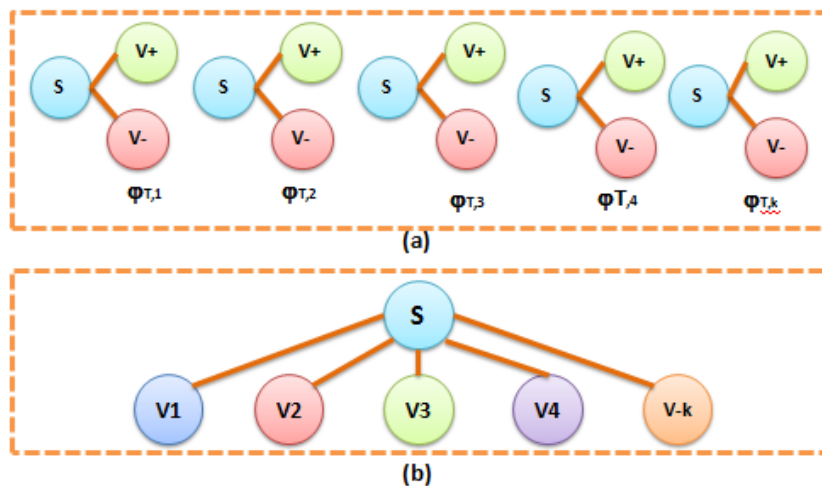 V+ V+ V+ V+ V+
S S S S S
V- V- V- V- V-
φT,1 φT,2 φT,3 φT,4 φT,k
(a)
S
V1 V2 V3 V4 V-k
(b)